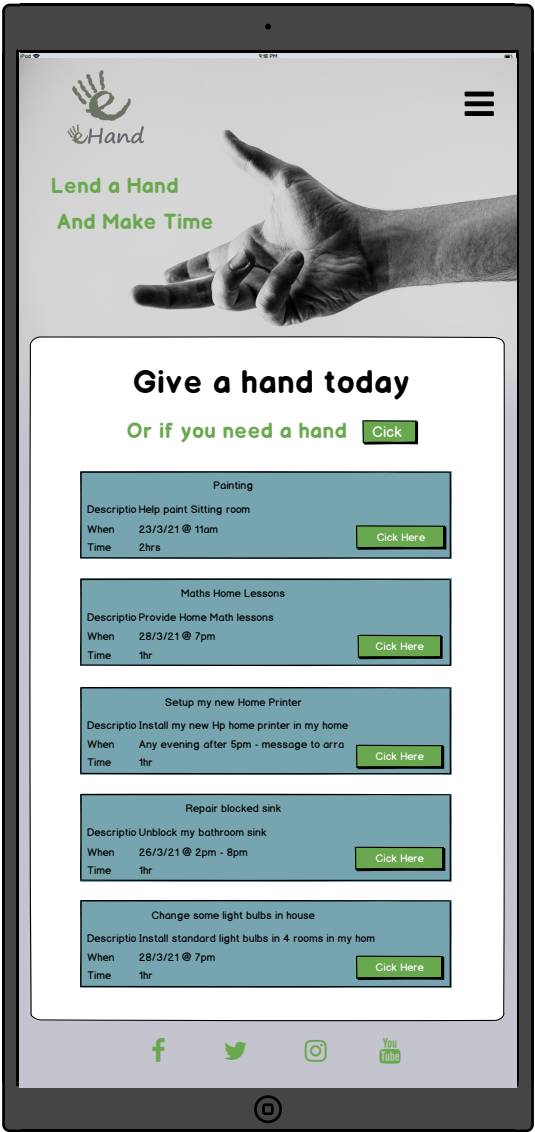 iPad 9:41 PM
eHand
Lend a Hand
And Make Time
Give a hand today
Or if you need a hand Cick
Painting
Descriptio Help paint Sitting room
When 23/3/21 @ 11am
Time 2hrs
Cick Here
Maths Home Lessons
Descriptio Provide Home Math lessons
When 28/3/21 @ 7pm
Time 1hr
Cick Here
Setup my new Home Printer
Descriptio Install my new Hp home printer in my home
When Any evening after 5pm - message to arra
Time 1hr
Cick Here
Repair blocked sink
Descriptio Unblock my bathroom sink
When 26/3/21 @ 2pm - 8pm
Time 1hr
Cick Here
Change some light bulbs in house
Descriptio Install standard light bulbs in 4 rooms in my hom
When 28/3/21 @ 7pm
Time 1hr
Cick Here
You
Tube